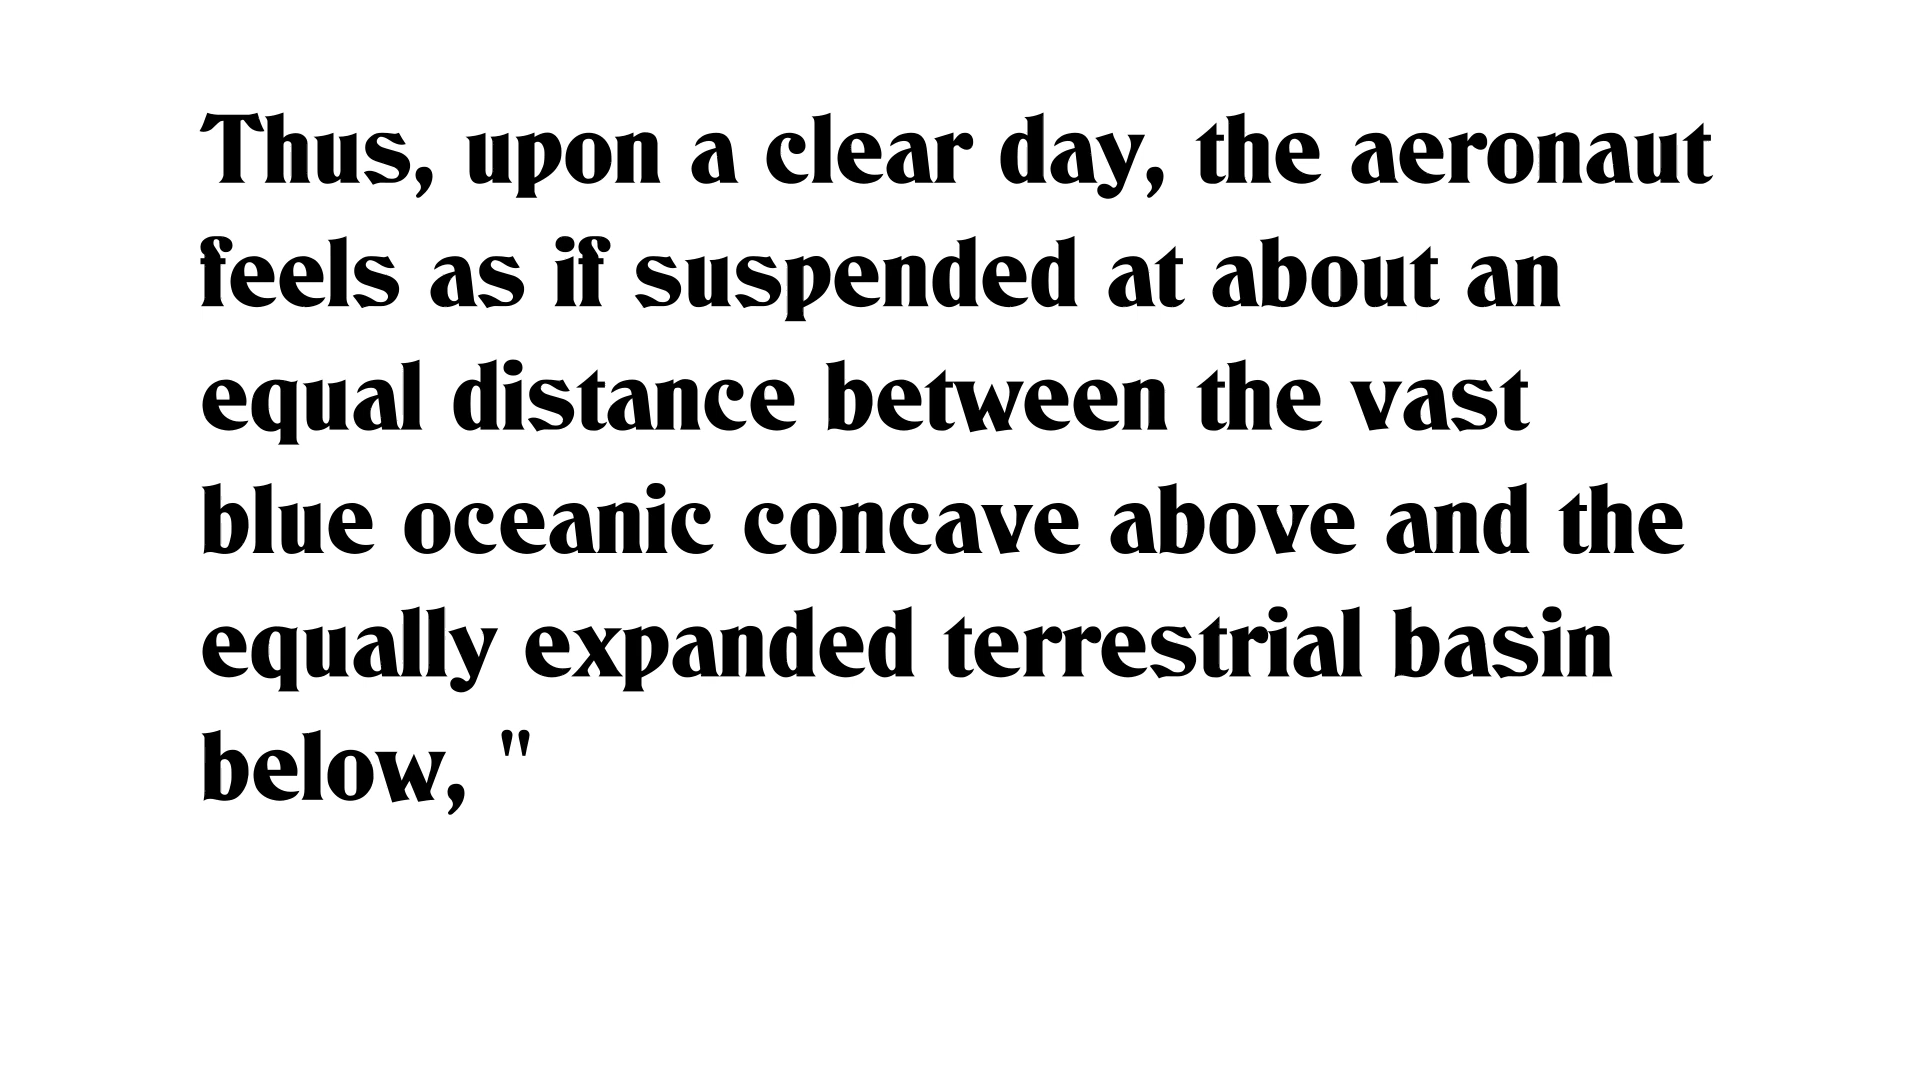 Thus, upon a clear day, the aeronaut
feels as if suspended at about an
equal distance between the vast
blue oceanic concave above and the
equally expanded terrestrial basin
below, "